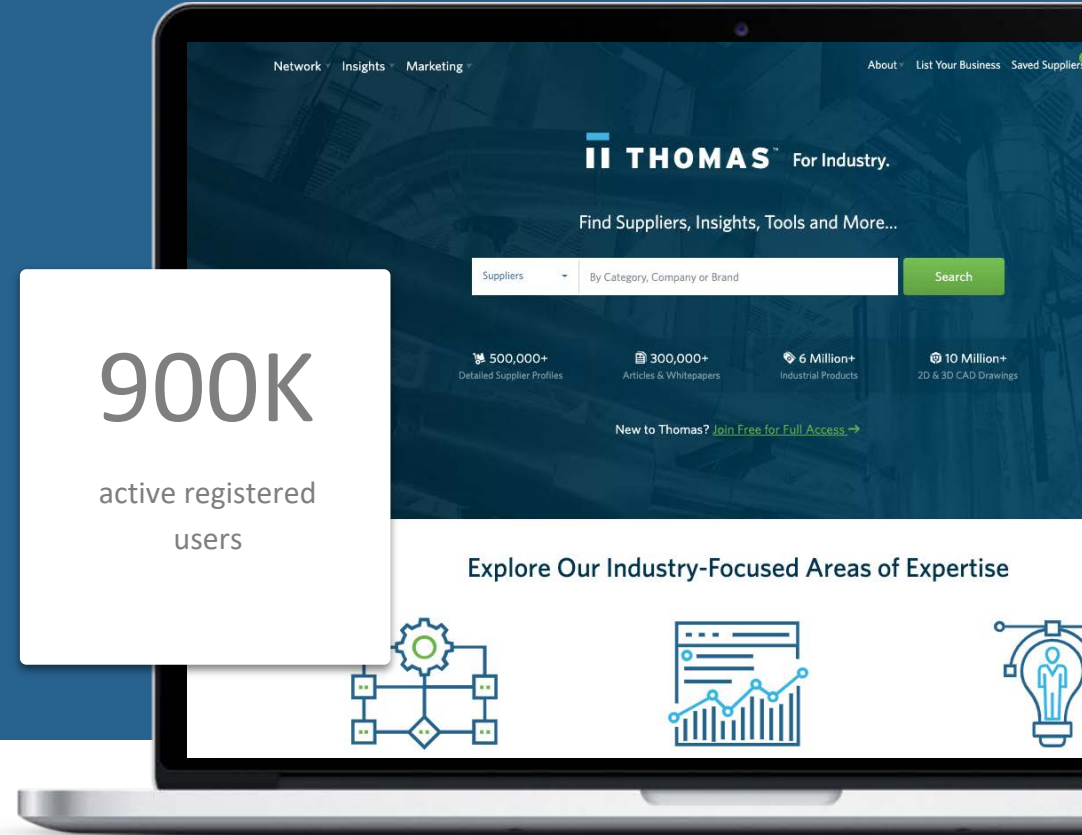 Network Insights Marketing About List Your Business Saved Suppliers
THOMAS™ For Industry.
Find Suppliers, Insights, Tools and More...
Suppliers By Category, Company or Brand Search
500,000+ 300,000+ 6 Million+ 10 Million+
Detailed Supplier Profiles Articles & Whitepapers Industrial Products 2D & 3D CAD Drawings
New to Thomas? Join Free for Full Access →
900K
active registered
users
Explore Our Industry-Focused Areas of Expertise